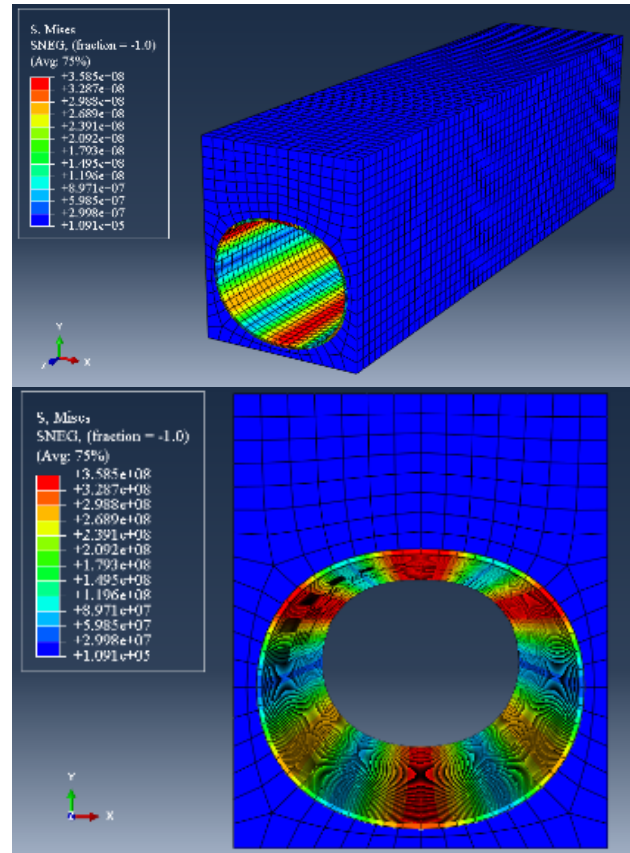 S, Mises
SNEG, (fraction = -1.0)
(Avg: 75%)
+3.585e+08
+3.287e+08
+2.988e+08
+2.689e+08
+2.391e+08
+2.092e+08
+1.793e+08
+1.495e+08
+1.196e+08
+8.971e+07
+5.985e+07
+2.998e+07
+1.091e+05
Y
X
Z
S, Mises
SNEG, (fraction = -1.0)
(Avg: 75%)
+3.585e+08
+3.287e+08
+2.988e+08
+2.689e+08
+2.391e+08
+2.092e+08
+1.793e+08
+1.495e+08
+1.196e+08
+8.971e+07
+5.985e+07
+2.998e+07
+1.091e+05
Y
Z
X